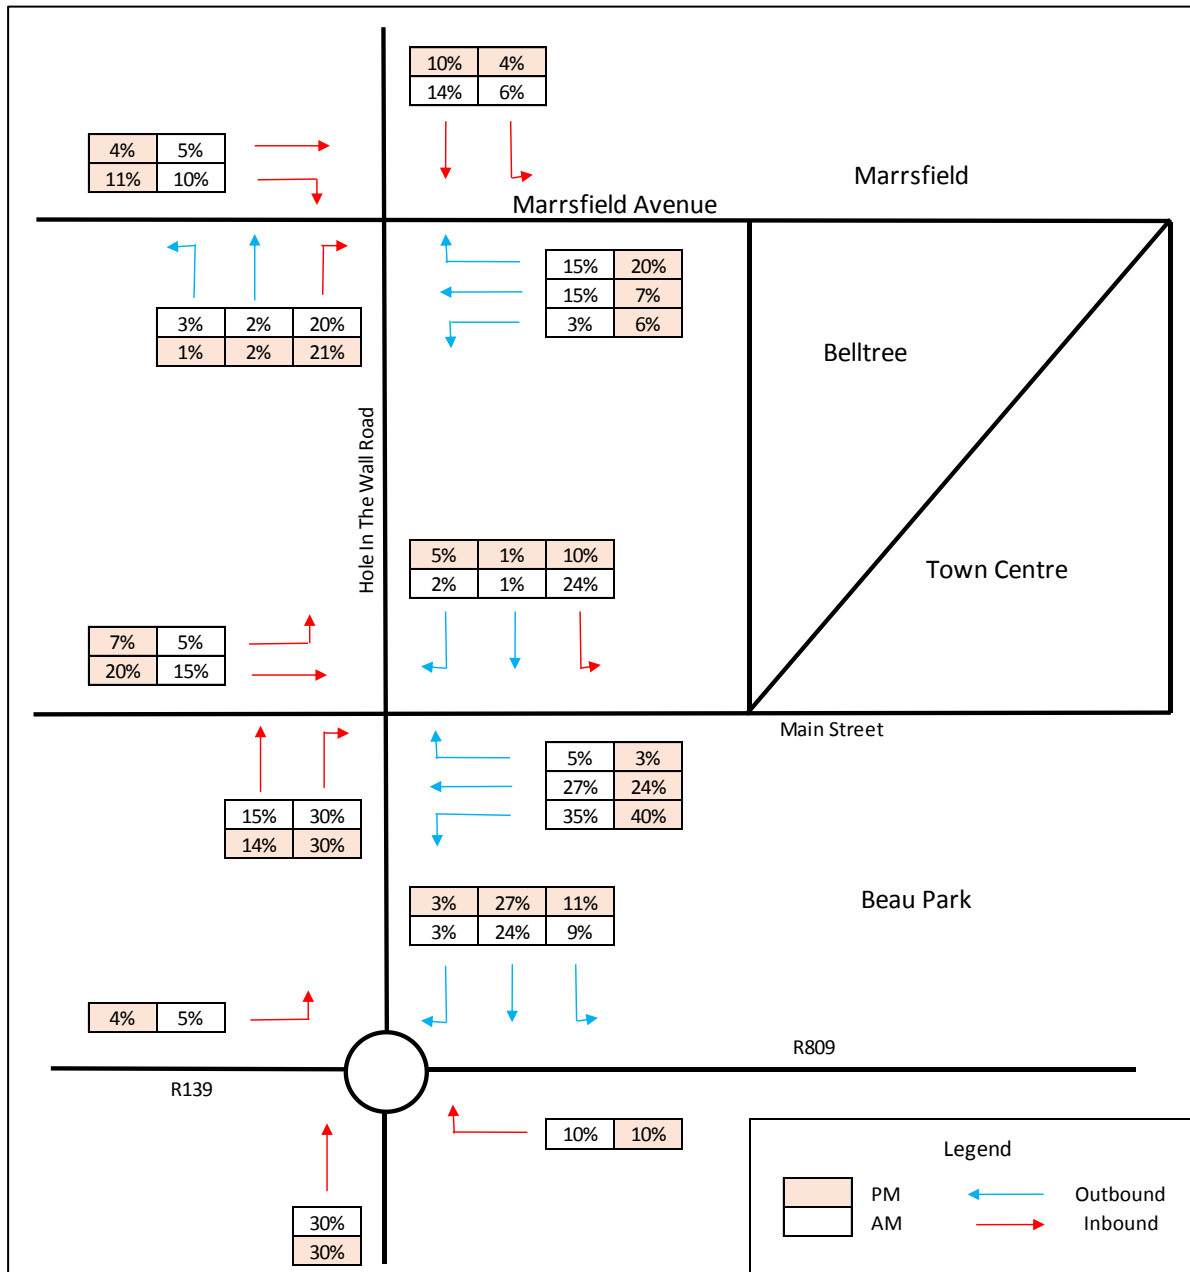 10% 4%
14% 6%
4% 5%
11% 10%
Marrsfield
Marrsfield Avenue
15% 20%
15% 7%
3% 6%
3% 2% 20%
1% 2% 21%
Belltree
Hole In The Wall Road
5% 1% 10%
2% 1% 24%
Town Centre
7% 5%
20% 15%
Main Street
5% 3%
27% 24%
35% 40%
15% 30%
14% 30%
3% 27% 11%
3% 24% 9%
Beau Park
4% 5%
R809
R139
10% 10%
Legend
PM Outbound
AM Inbound
30%
30%